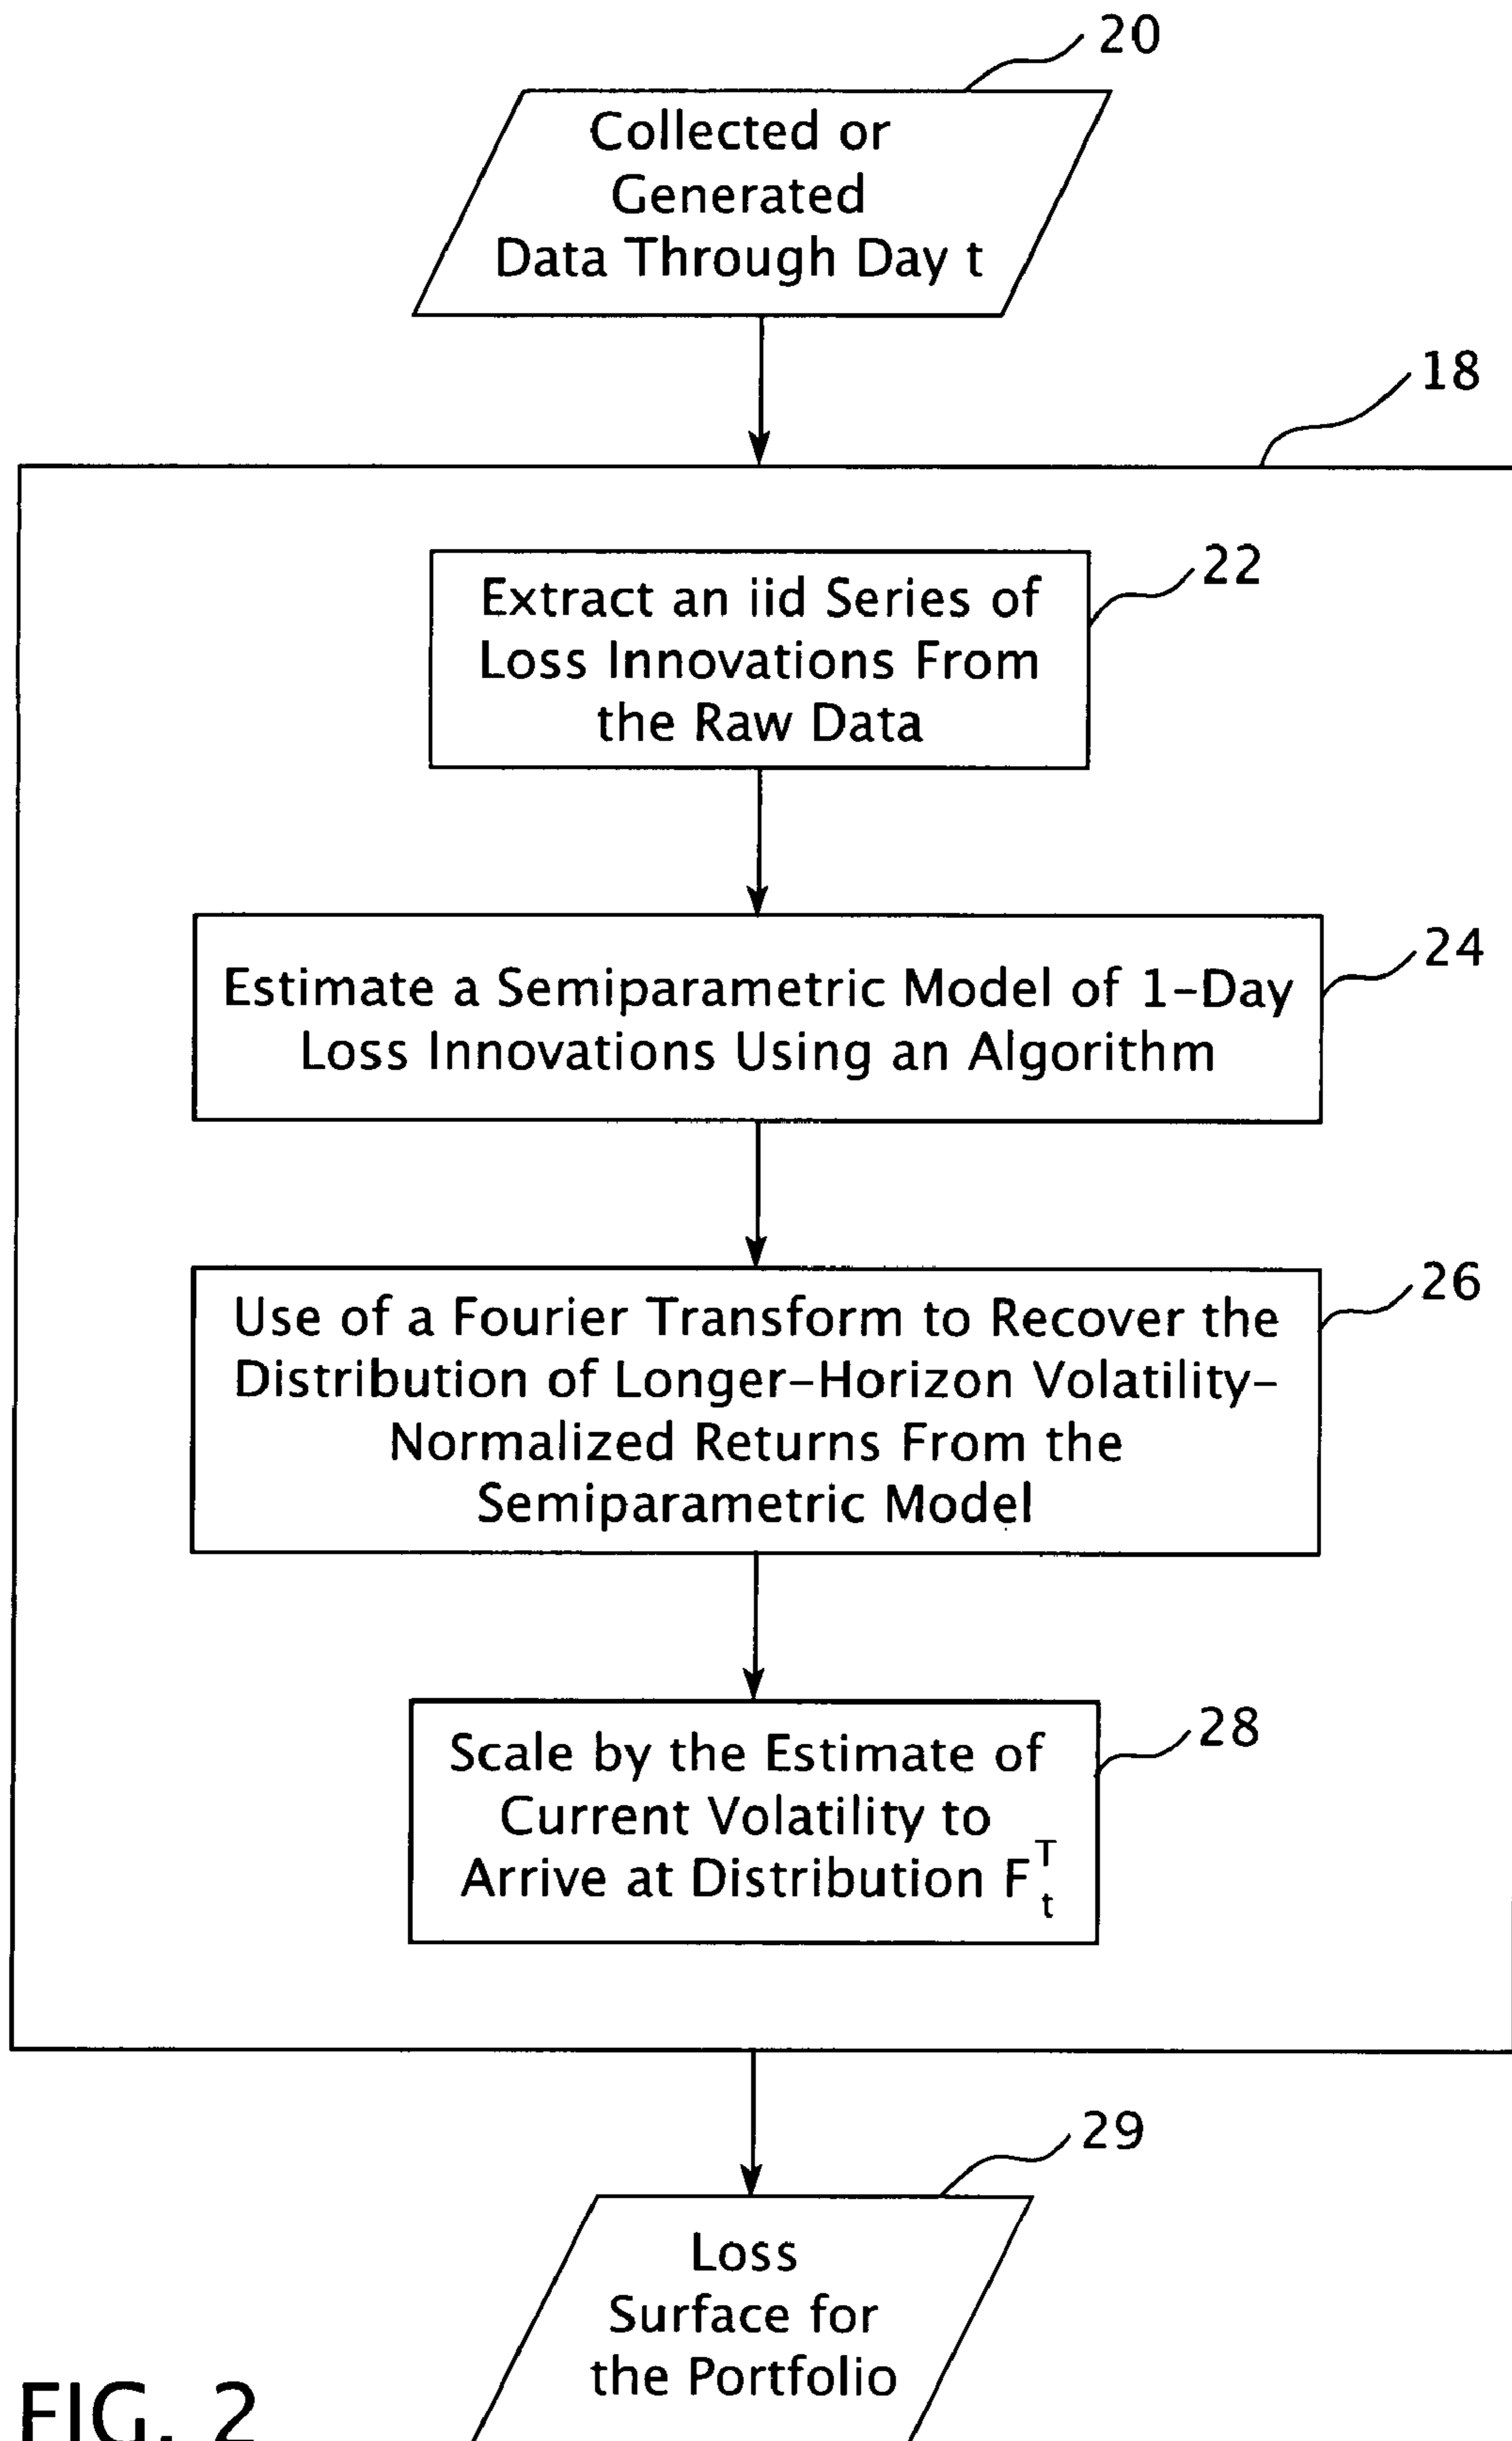 20
Collected or
Generated
Data Through Day t
18
22
Extract an iid Series of
Loss Innovations From
the Raw Data
24
Estimate a Semiparametric Model of 1-Day
Loss Innovations Using an Algorithm
26
Use of a Fourier Transform to Recover the
Distribution of Longer-Horizon Volatility-
Normalized Returns From the
Semiparametric Model
28
Scale by the Estimate of
Current Volatility to
Arrive at Distribution F_t^T
29
Loss
Surface for
the Portfolio
FIG. 2